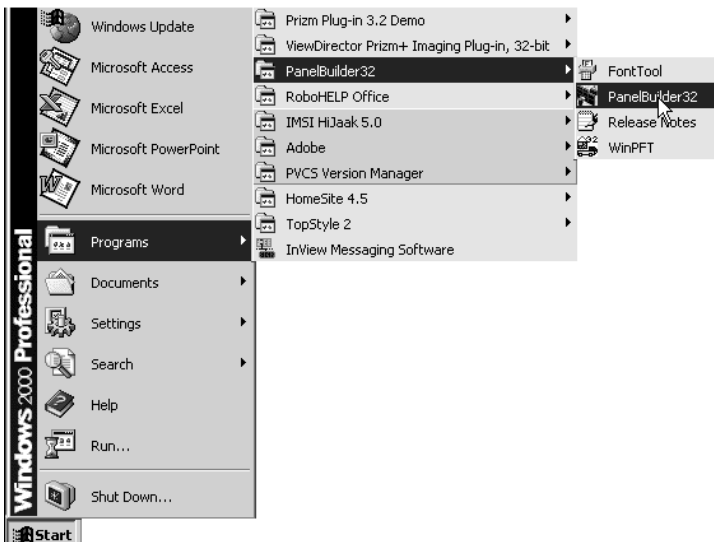 Windows Update
Microsoft Access
Microsoft Excel
Microsoft PowerPoint
Microsoft Word
Programs
Documents
Settings
Search
Help
Run...
Shut Down...
Windows 2000 Professional
Start
Prizm Plug-in 3.2 Demo
ViewDirector Prizm+ Imaging Plug-in, 32-bit
PanelBuilder32
RoboHELP Office
IMSI HiJaak 5.0
Adobe
PVCS Version Manager
HomeSite 4.5
TopStyle 2
InView Messaging Software
FontTool
PanelBuilder32
Release Notes
WinPFT